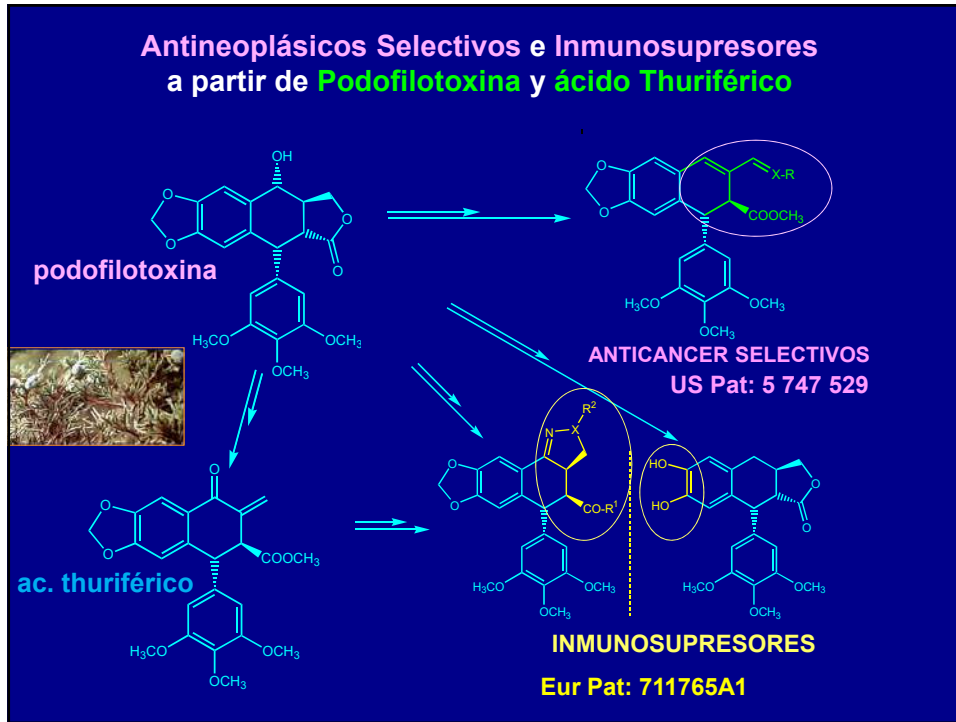 Antineoplásicos Selectivos e Inmunosupresores
a partir de Podofilotoxina y ácido Thuriférico
OH
O
O
O
O
podofilotoxina
H₃CO
OCH₃
OCH₃
O
O
X-R
COOCH₃
H₃CO
OCH₃
OCH₃
ANTICANCER SELECTIVOS
US Pat: 5 747 529
O
O
O
COOCH₃
ac. thuriférico
H₃CO
OCH₃
OCH₃
R²
N
X
O
O
CO-R¹
H₃CO
OCH₃
OCH₃
HO
HO
O
O
H₃CO
OCH₃
OCH₃
INMUNOSUPRESORES
Eur Pat: 711765A1